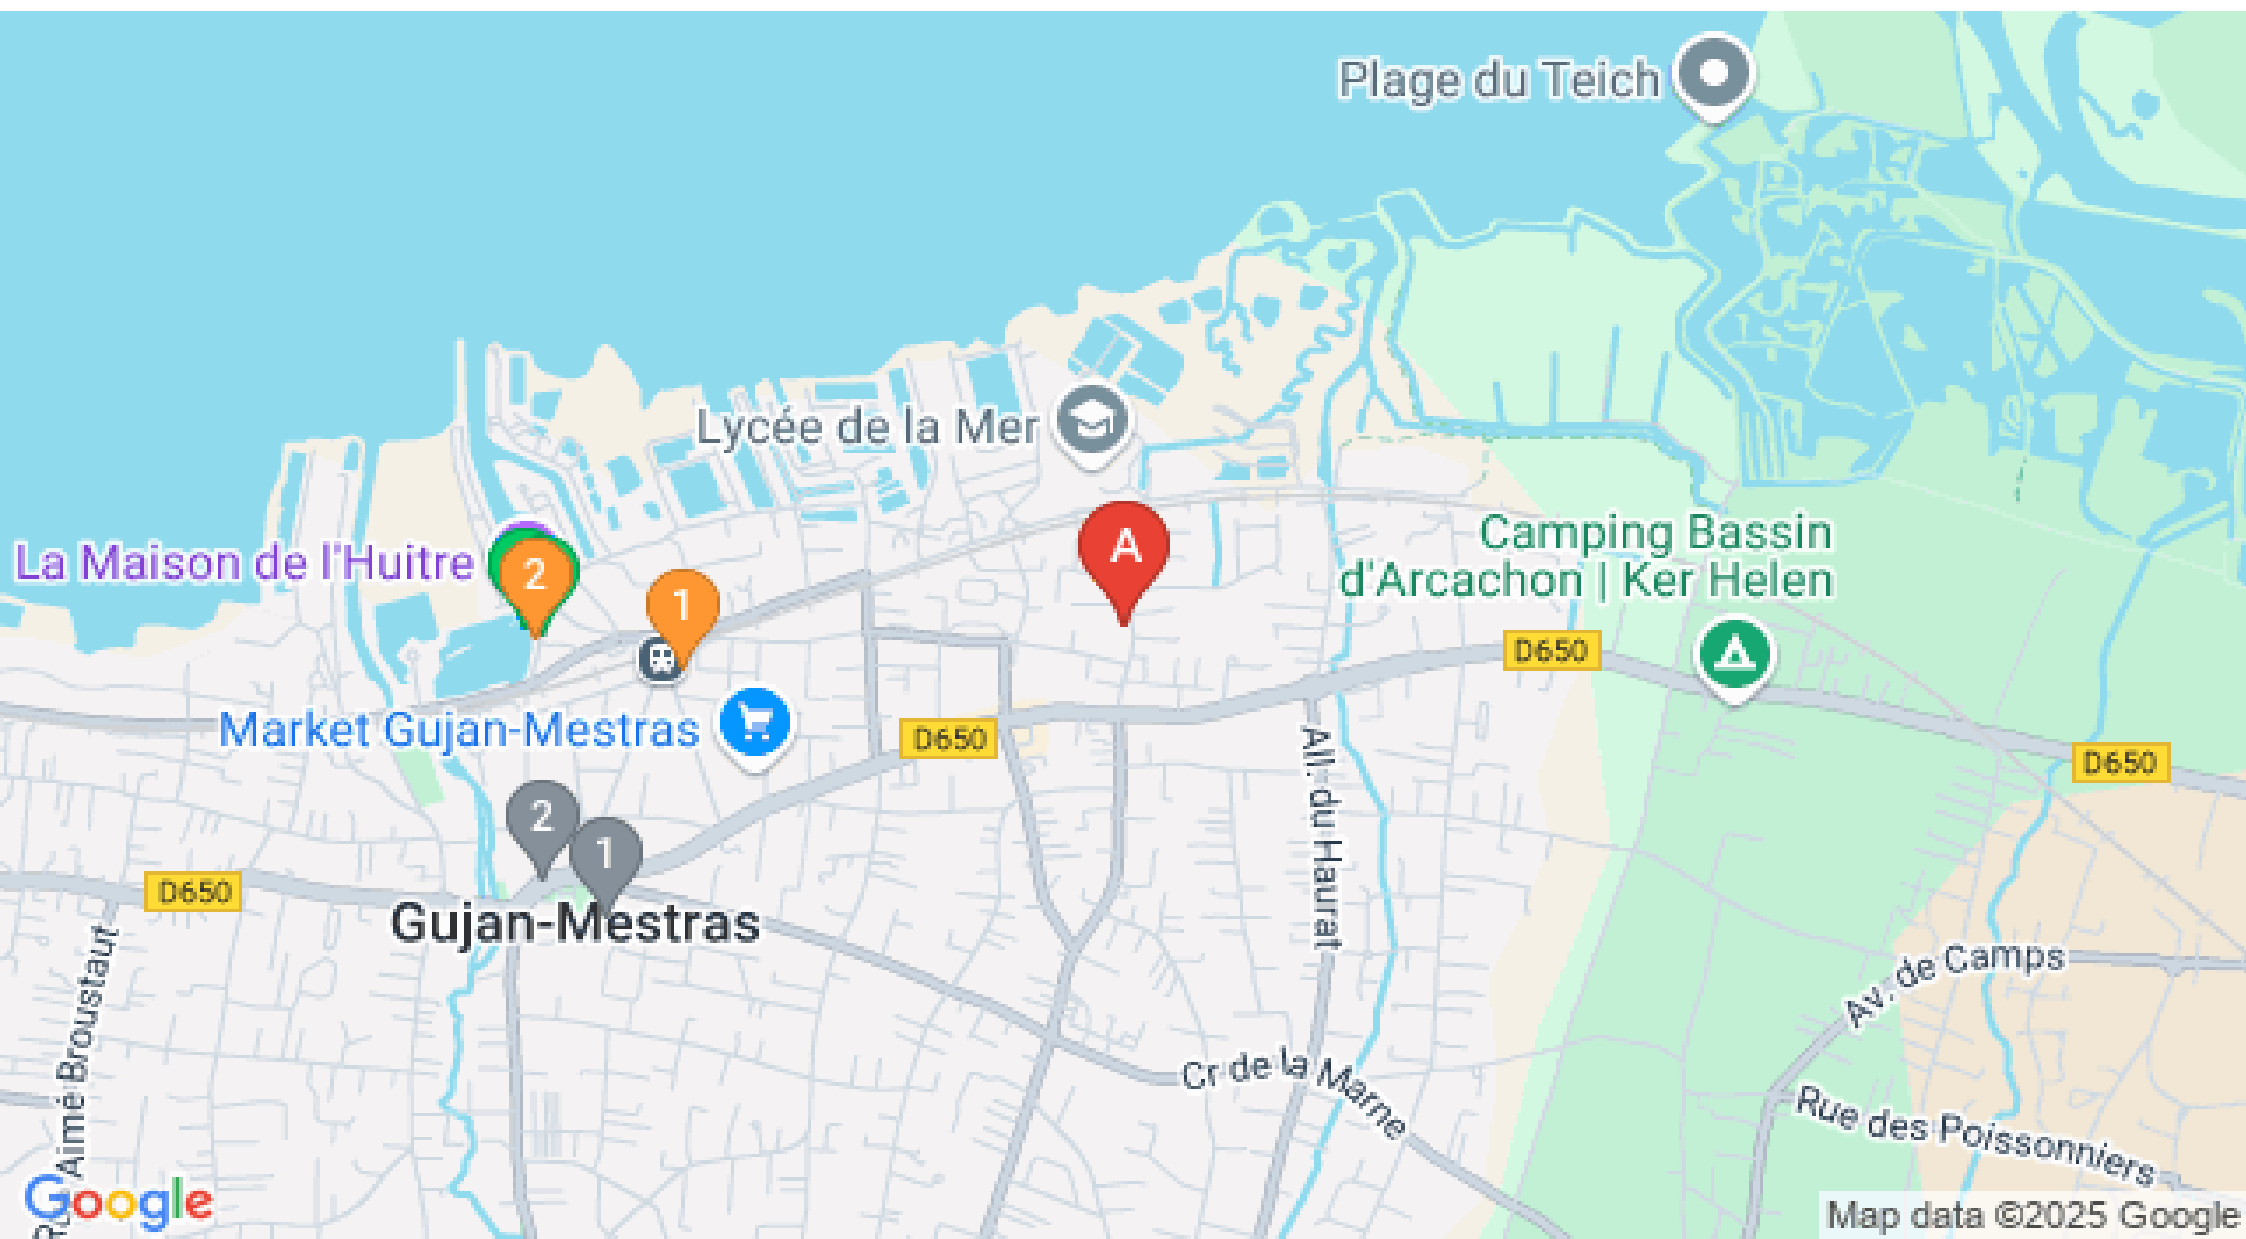 Plage du Teich
Lycée de la Mer
A
Camping Bassin
d'Arcachon | Ker Helen
La Maison de l'Huitre
2
1
D650
Market Gujan-Mestras
D650
D650
All. du Haurat
2
1
D650
Gujan-Mestras
Aimé Broustaut
Av. de Camps
Cr de la Marne
Rue des Poissonniers
Google
Map data ©2025 Google